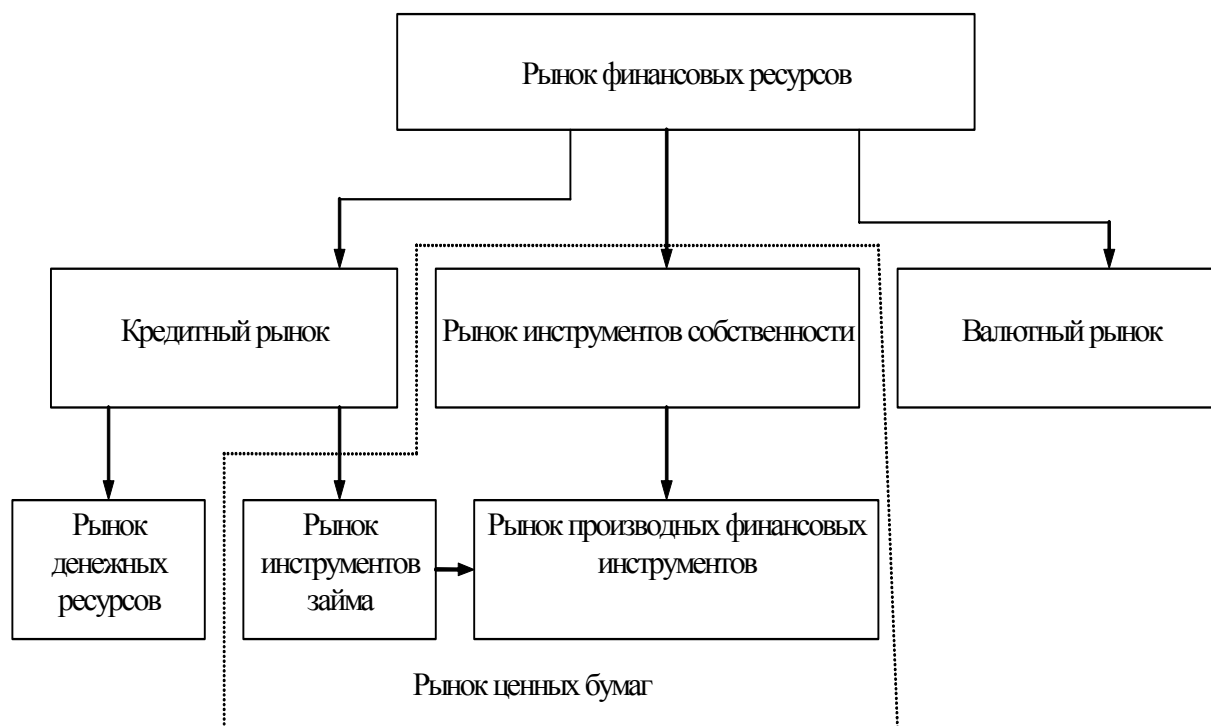 Рынок финансовых ресурсов
Кредитный рынок
Рынок инструментов собственности
Валютный рынок
Рынок
денежных
ресурсов
Рынок
инструментов
займа
Рынок производных финансовых
инструментов
Рынок ценных бумаг